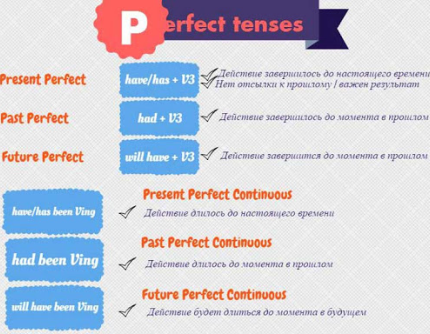 Perfect tenses
Present Perfect
have/has + V3
Действие завершилось до настоящего времени
Нет отсылки к прошлому / важен результат
Past Perfect
had + V3
Действие завершилось до момента в прошлом
Future Perfect
will have + V3
Действие завершится до момента в прошлом
Present Perfect Continuous
have/has been Ving
Действие длилось до настоящего времени
Past Perfect Continuous
had been Ving
Действие длилось до момента в прошлом
Future Perfect Continuous
will have been Ving
Действие будет длиться до момента в будущем